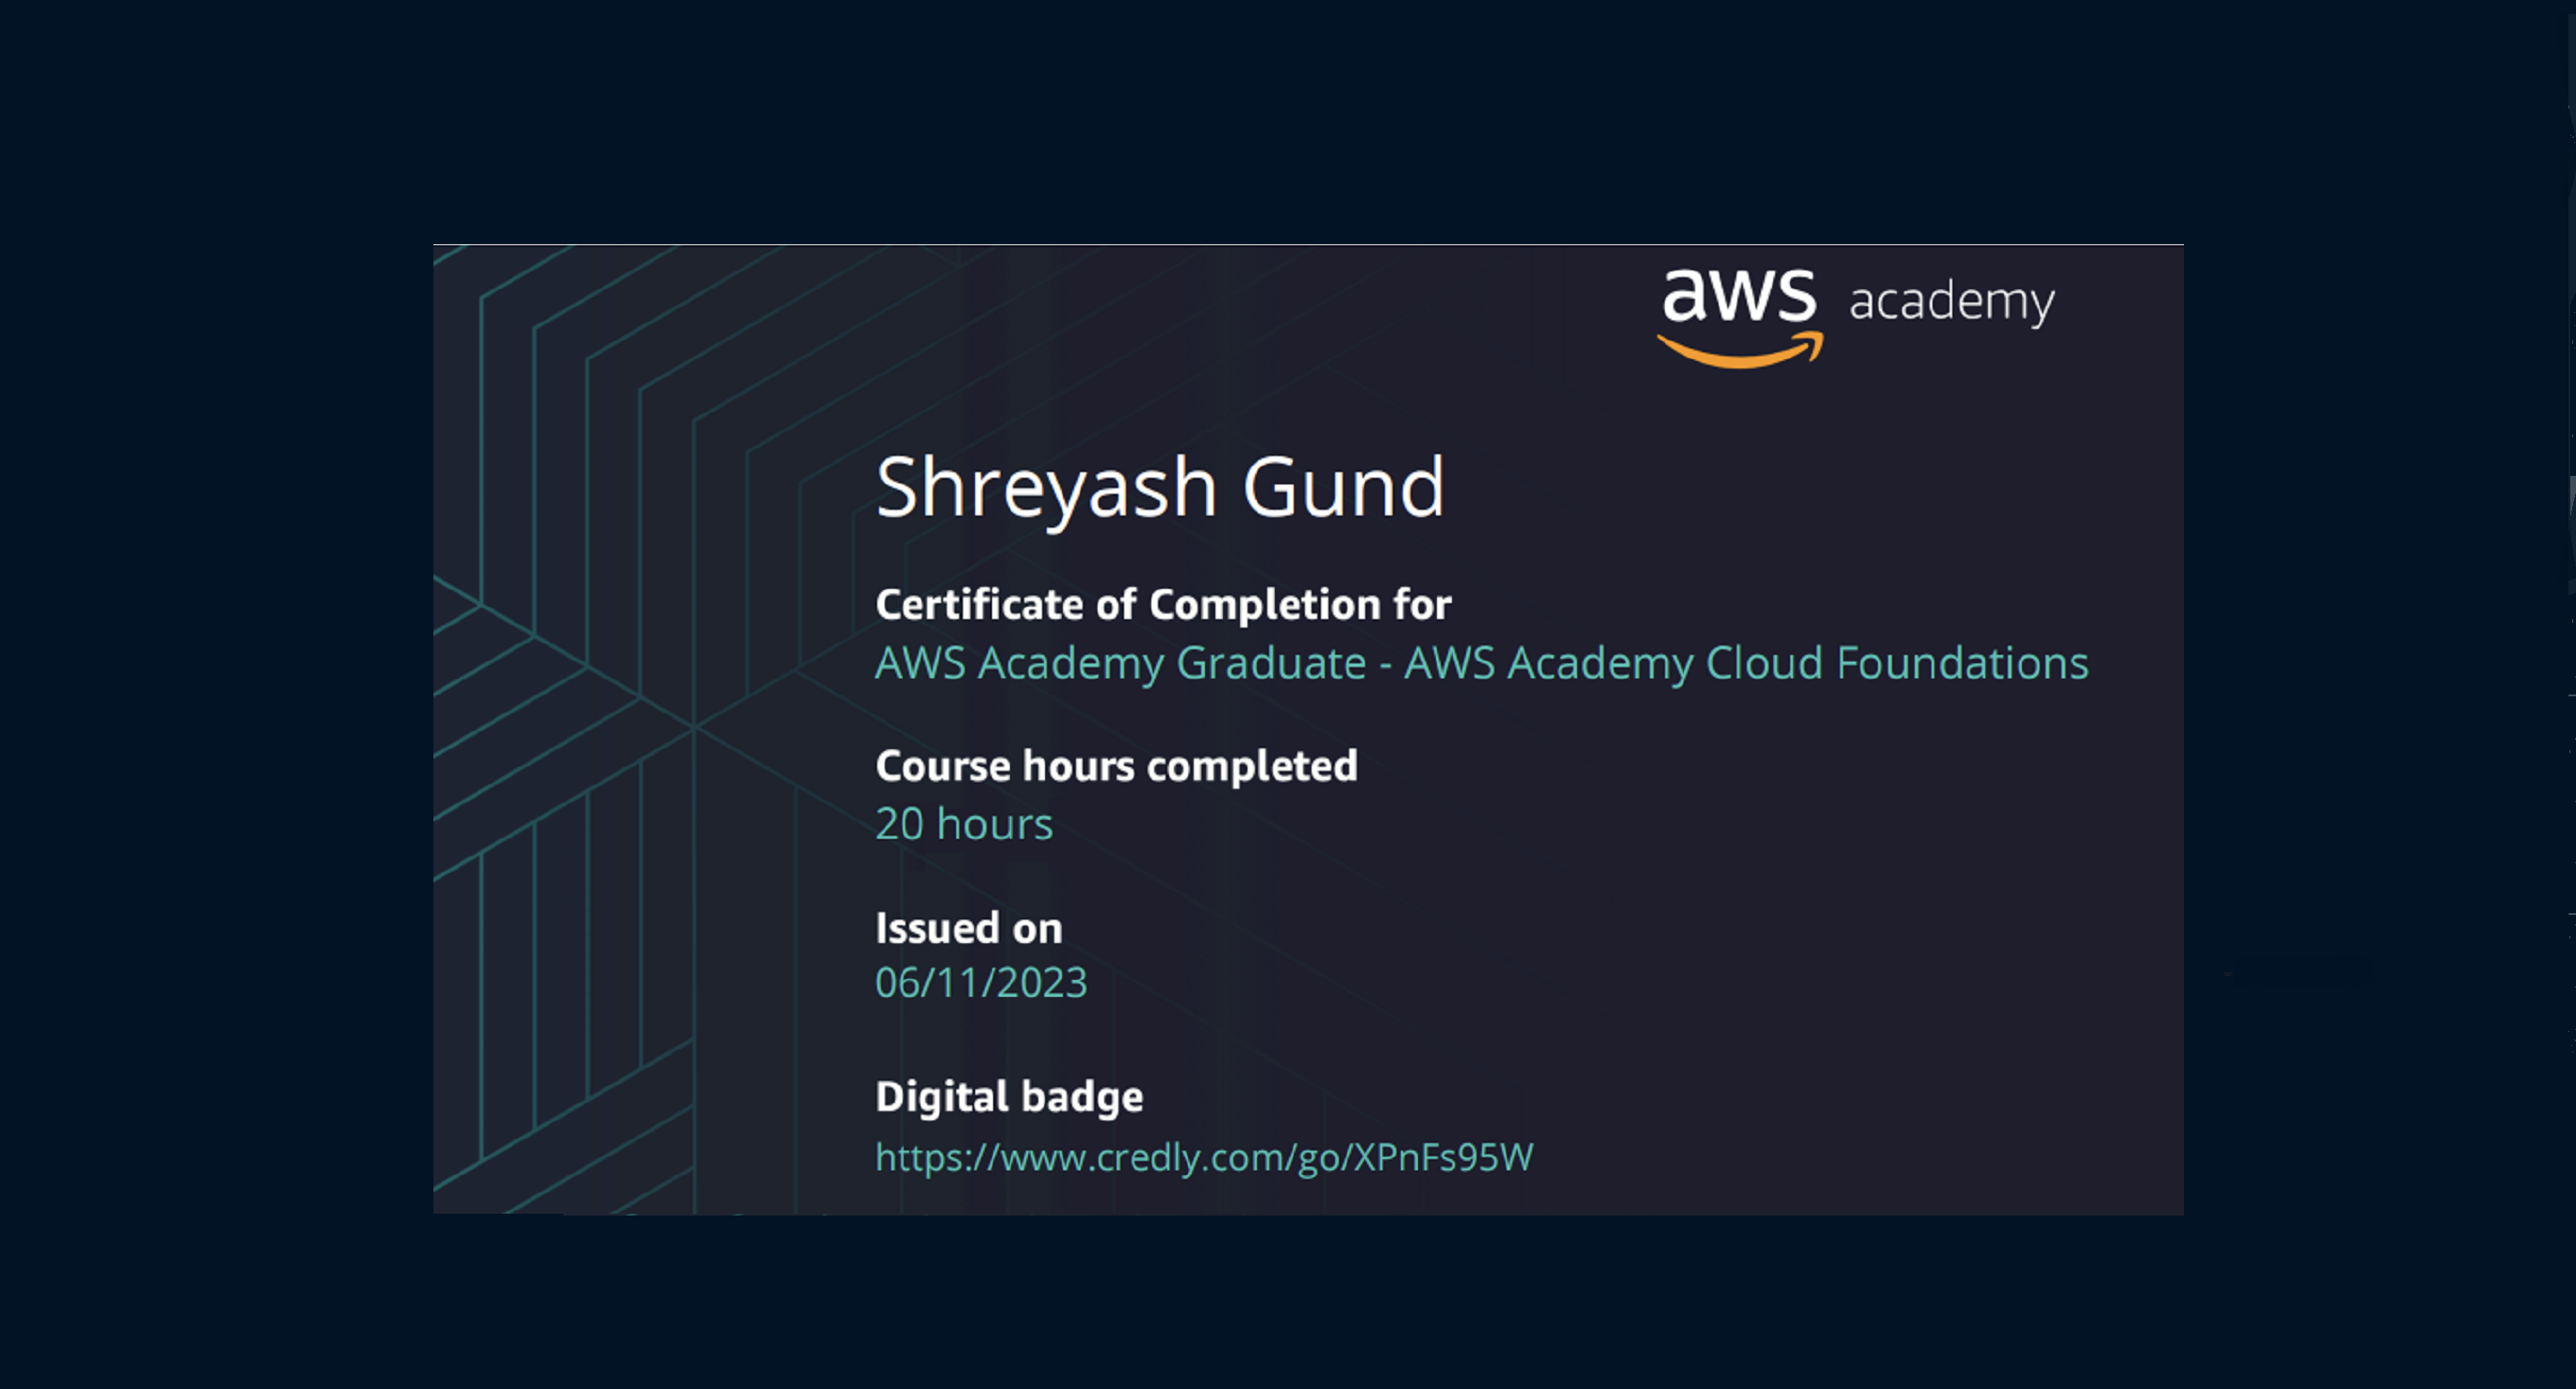 aws academy
Shreyash Gund
Certificate of Completion for
AWS Academy Graduate - AWS Academy Cloud Foundations
Course hours completed
20 hours
Issued on
06/11/2023
Digital badge
https://www.credly.com/go/XPnFs95W